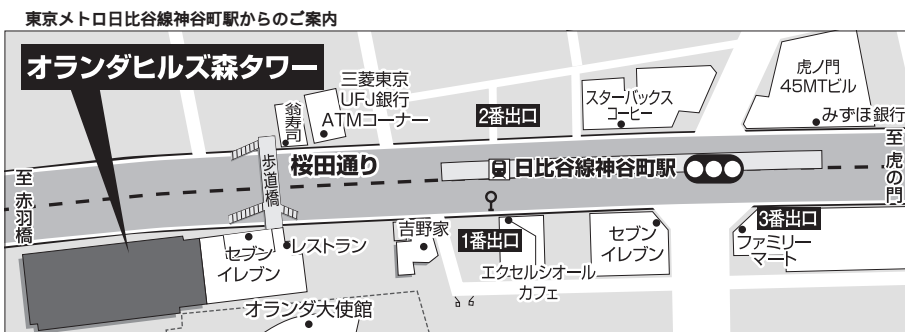 東京メトロ日比谷線神谷町駅からのご案内
オランダヒルズ森タワー
三菱東京
UFJ銀行
ATMコーナー
翁寿司
2番出口
スターバックス
コーヒー
虎ノ門
45MTビル
みずほ銀行
至 赤羽橋
歩道橋
桜田通り
日比谷線神谷町駅
至 虎の門
セブン
イレブン
レストラン
吉野家
1番出口
エクセルシオール
カフェ
セブン
イレブン
3番出口
ファミリー
マート
オランダ大使館